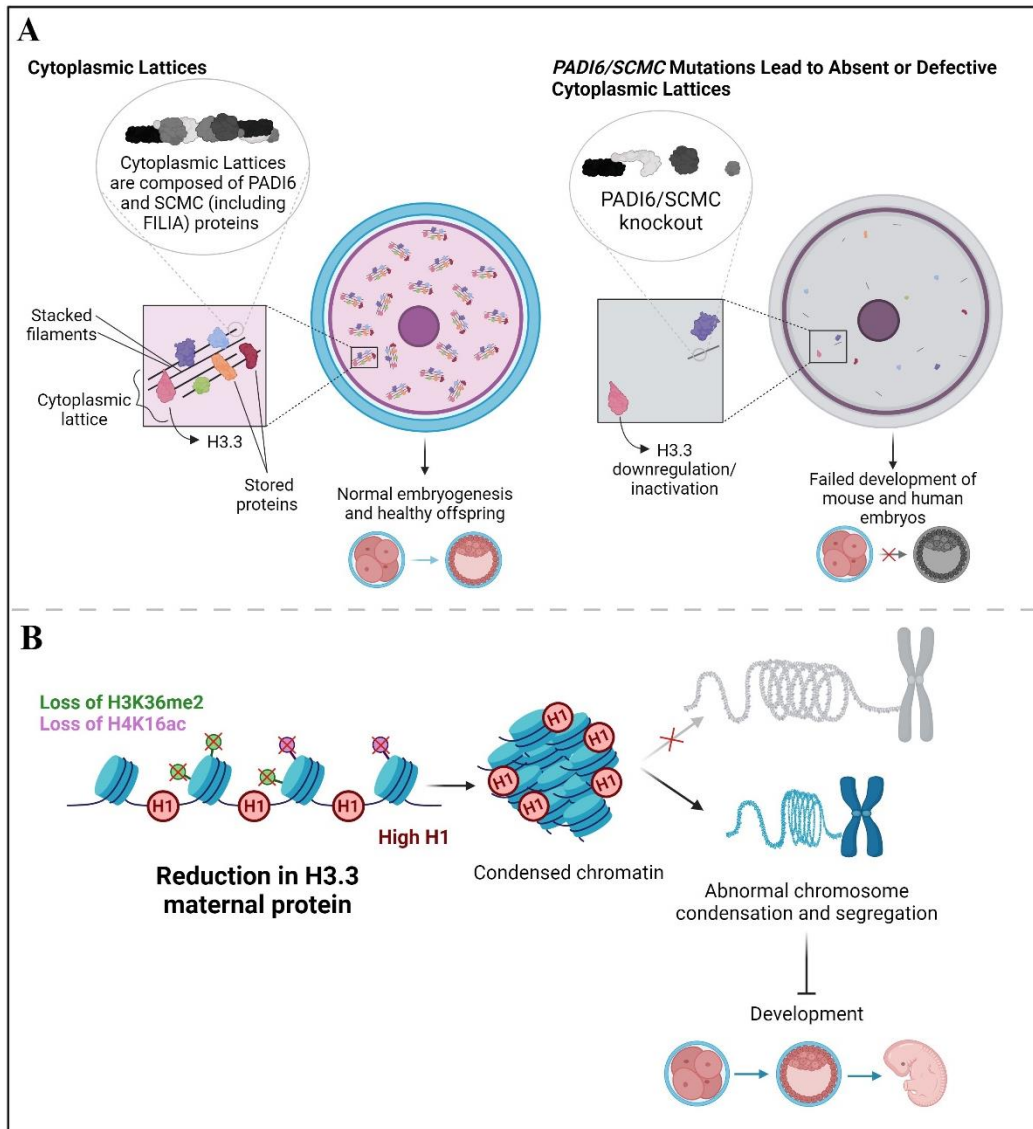 A
Cytoplasmic Lattices
Cytoplasmic Lattices
are composed of PADI6
and SCMC (including
FILIA) proteins
Stacked
filaments
Cytoplasmic
lattice
H3.3
Stored
proteins
Normal embryogenesis
and healthy offspring
PADI6/SCMC Mutations Lead to Absent or Defective
Cytoplasmic Lattices
PADI6/SCMC
knockout
H3.3
downregulation/
inactivation
Failed development of
mouse and human
embryos
B
Loss of H3K36me2
Loss of H4K16ac
H1
H1
H1
High H1
Reduction in H3.3
maternal protein
H1
H1
H1
H1
H1
H1
Condensed chromatin
Abnormal chromosome
condensation and segregation
Development